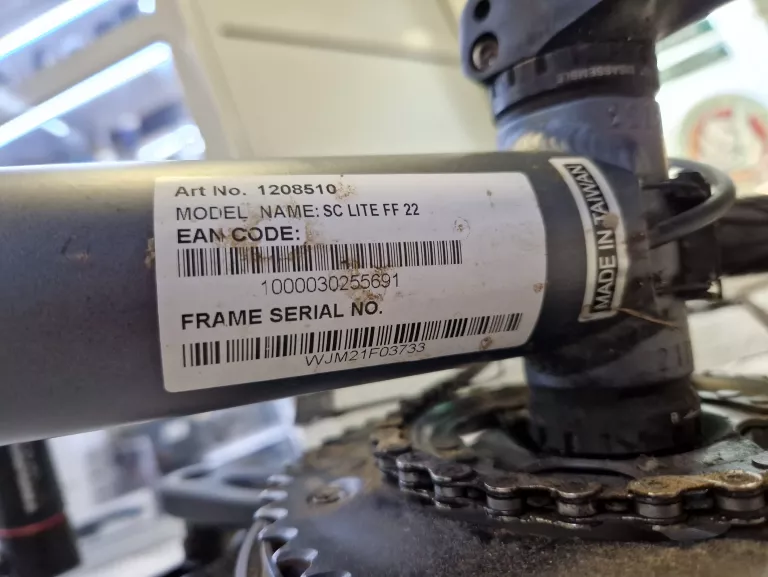 Art No. 1208510
MODEL NAME: SC LITE FF 22
EAN CODE:
1000030255691
FRAME SERIAL NO.
WJM21F03733
MADE IN TAIWAN